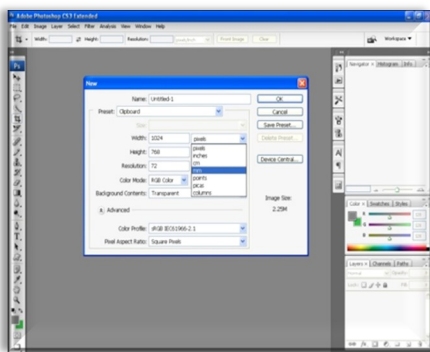 Adobe Photoshop CS3 Extended
File Edit Image Layer Select Filter Analysis View Window Help
Width: Height: Resolution: Front Image Clear Workspace
Ps
Navigator × Histogram Info
New
Name: Untitled-1 OK
Preset: Clipboard Cancel
Size: Save Preset...
Width: 1024 pixels Delete Preset...
pixels
Height: 768 inches
cm Device Central...
Resolution: 72 mm
points
Color Mode: RGB Color picas
Background Contents: Transparent columns
Image Size:
Advanced 2.25M
Color Profile: sRGB IEC61966-2.1
Pixel Aspect Ratio: Square Pixels
Color × Swatches Styles
R
G
B
Layers × Channels Paths
Opacity:
Lock: